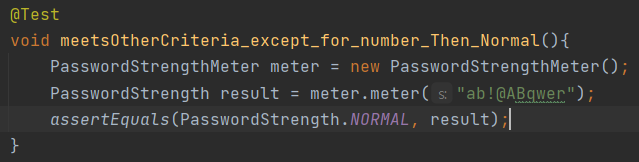 @Test
void meetsOtherCriteria_except_for_number_Then_Normal(){
PasswordStrengthMeter meter = new PasswordStrengthMeter();
PasswordStrength result = meter.meter( s: "ab!@ABqwer");
assertEquals(PasswordStrength.NORMAL, result);
}